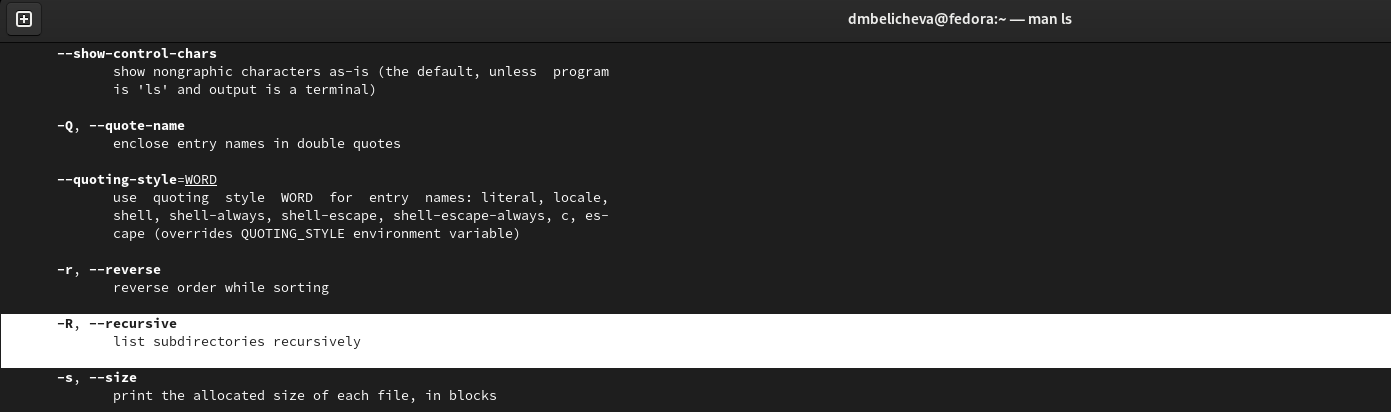 dmbelicheva@fedora:~ — man ls
--show-control-chars
show nongraphic characters as-is (the default, unless  program
is 'ls' and output is a terminal)
-Q, --quote-name
enclose entry names in double quotes
--quoting-style=WORD
use  quoting  style  WORD  for  entry  names: literal, locale,
shell, shell-always, shell-escape, shell-escape-always, c, es-
cape (overrides QUOTING_STYLE environment variable)
-r, --reverse
reverse order while sorting
-R, --recursive
list subdirectories recursively
-s, --size
print the allocated size of each file, in blocks